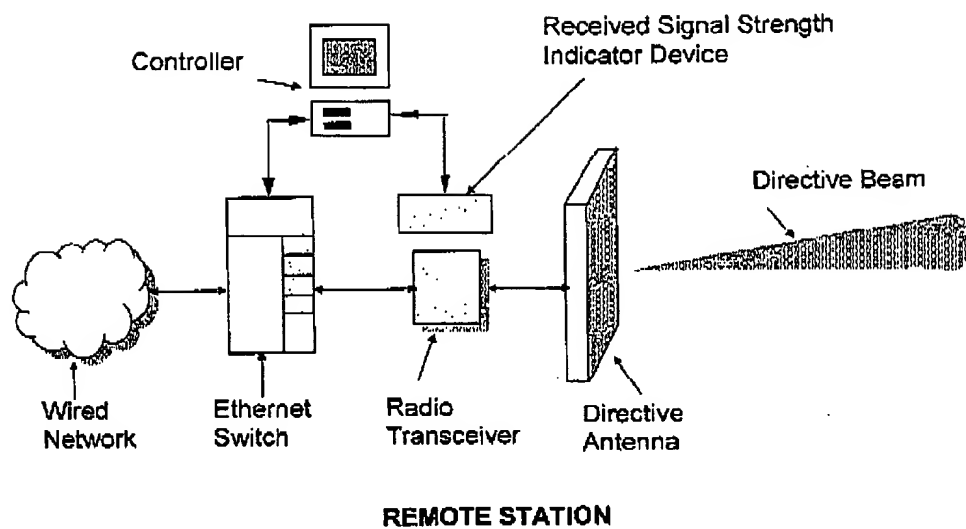 Received Signal Strength
Indicator Device
Controller
Directive Beam
Wired
Network
Ethernet
Switch
Radio
Transceiver
Directive
Antenna
REMOTE STATION